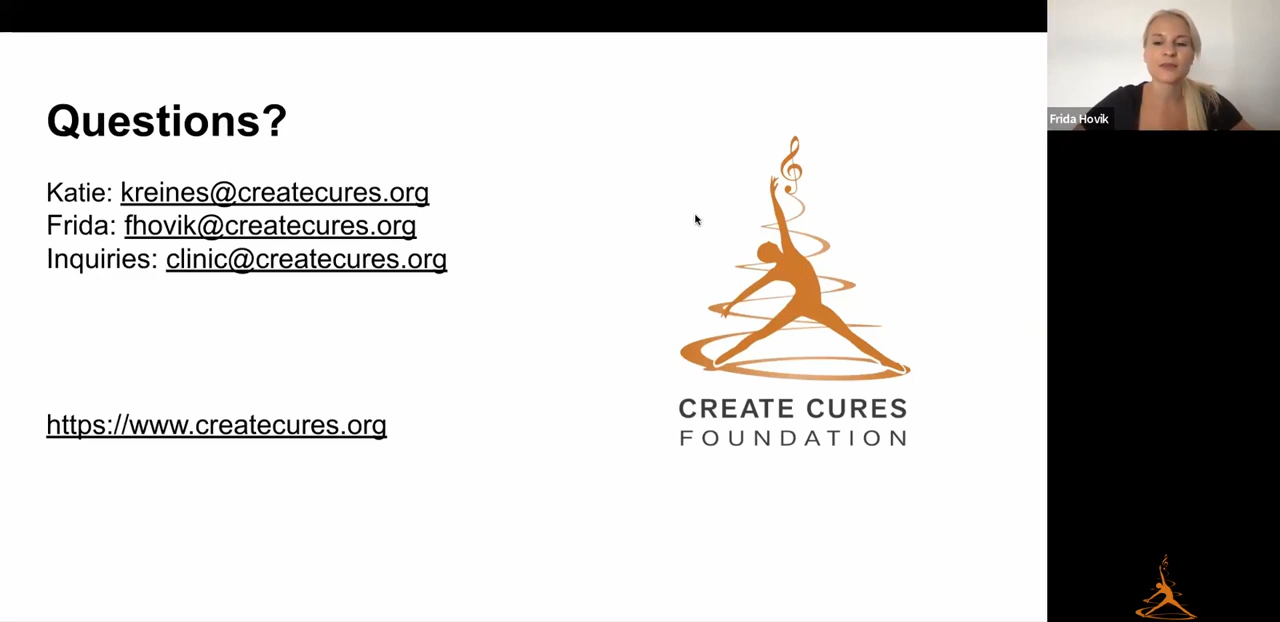 Questions?
Katie: kreines@createcures.org
Frida: fhovik@createcures.org
Inquiries: clinic@createcures.org
https://www.createcures.org
CREATE CURES
FOUNDATION
Frida Hovik